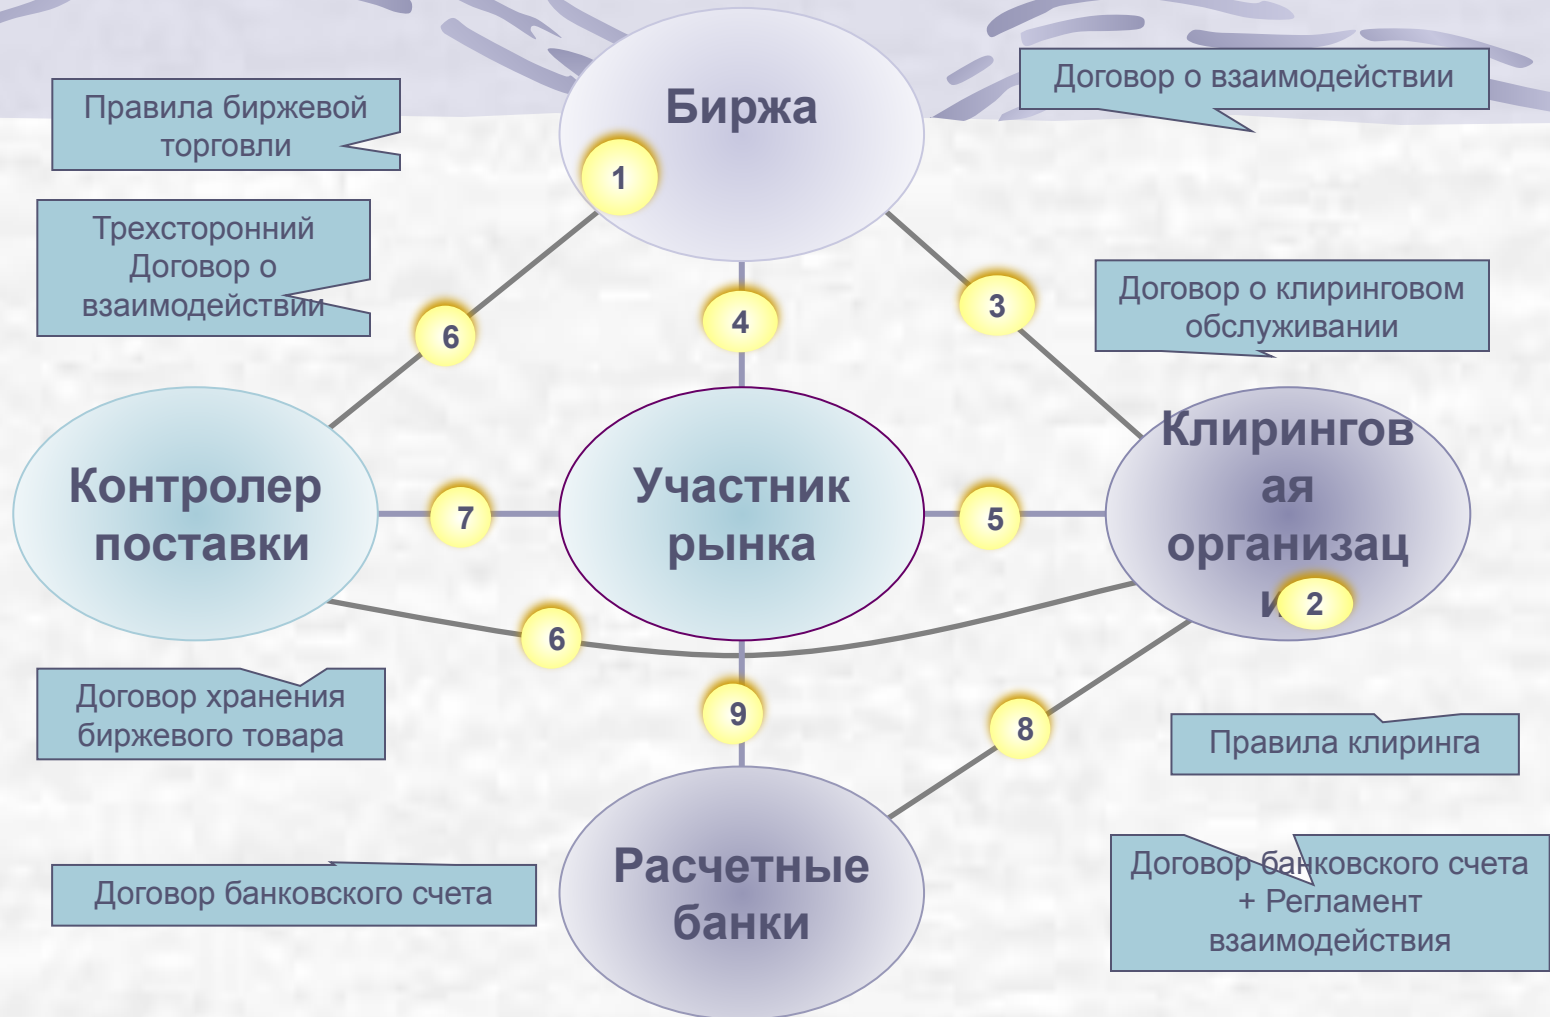 Биржа
Договор о взаимодействии
Правила биржевой
торговли
1
Трехсторонний
Договор о
взаимодействии
6
4
3
Договор о клиринговом
обслуживании
Контролер
поставки
7
Участник
рынка
5
Клирингов
ая
организац
и
2
6
Договор хранения
биржевого товара
9
8
Правила клиринга
Расчетные
банки
Договор банковского счета
Договор банковского счета
+ Регламент
взаимодействия